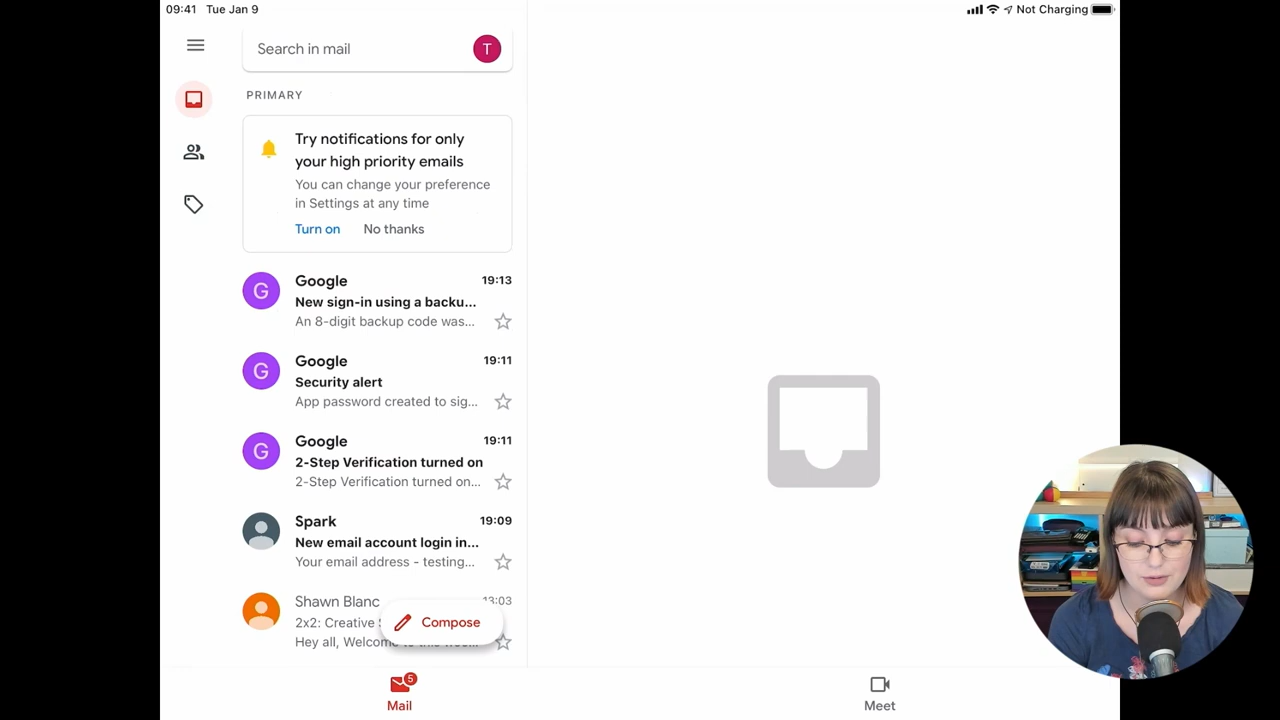 09:41 Tue Jan 9
Not Charging
Search in mail
T
PRIMARY
Try notifications for only
your high priority emails
You can change your preference
in Settings at any time
Turn on No thanks
G
Google 19:13
New sign-in using a backu...
An 8-digit backup code was...
G
Google 19:11
Security alert
App password created to sig...
G
Google 19:11
2-Step Verification turned on
2-Step Verification turned on...
Spark 19:09
New email account login in...
Your email address - testing...
Shawn Blanc 13:03
2x2: Creative
Hey all, Welcome to this
Compose
5
Mail
Meet